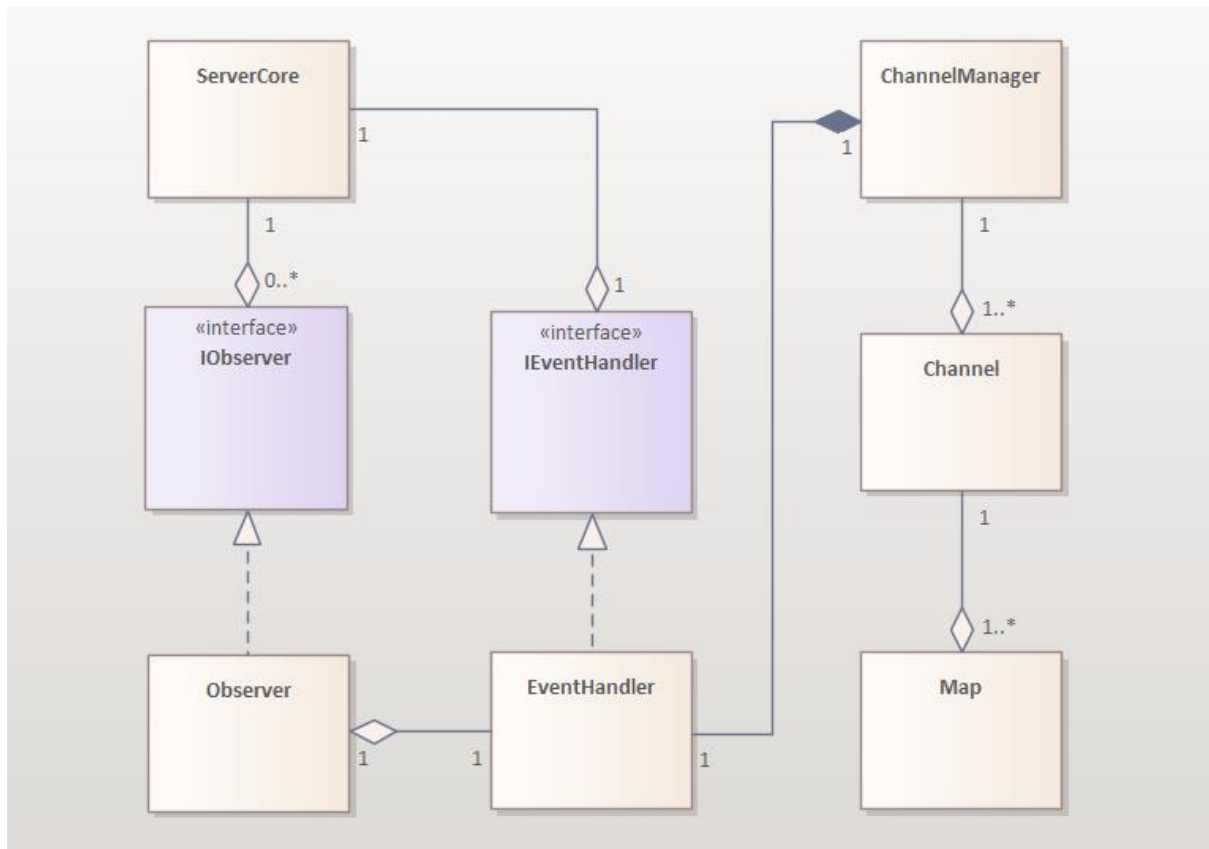 ServerCore
ChannelManager
1
1
1
1
0..*
1
1..*
«interface»
IObserver
«interface»
IEventHandler
Channel
1
1..*
Observer
EventHandler
Map
1
1
1